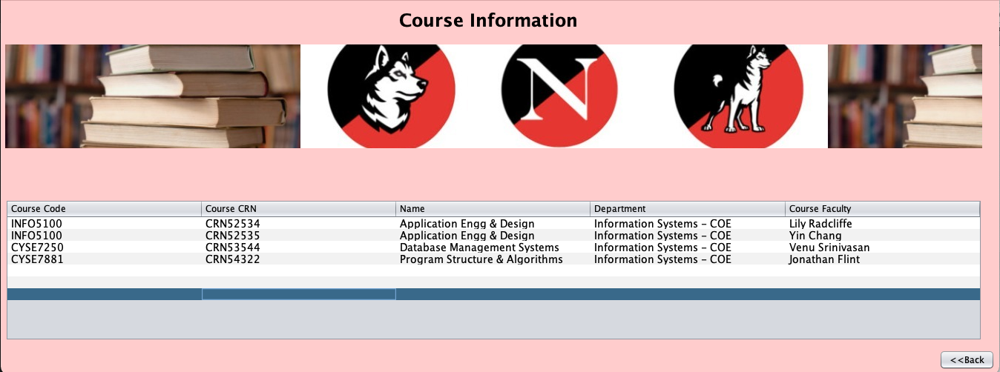 Course Information
N
Course Code Course CRN Name Department Course Faculty
INFO5100 CRN52534 Application Engg & Design Information Systems - COE Lily Radcliffe
INFO5100 CRN52535 Application Engg & Design Information Systems - COE Yin Chang
CYSE7250 CRN53544 Database Management Systems Information Systems - COE Venu Srinivasan
CYSE7881 CRN54322 Program Structure & Algorithms Information Systems - COE Jonathan Flint
<<Back